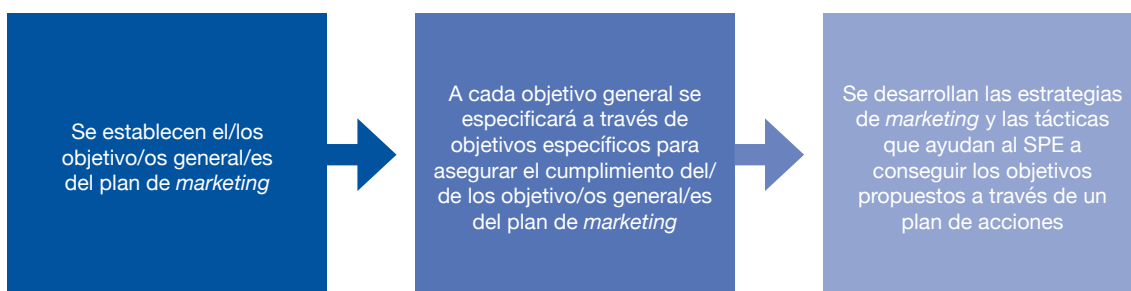 Se establecen el/los
objetivo/os general/es
del plan de marketing
A cada objetivo general se
especificará a través de
objetivos específicos para
asegurar el cumplimiento del/
de los objetivo/os general/es
del plan de marketing
Se desarrollan las estrategias
de marketing y las tácticas
que ayudan al SPE a
conseguir los objetivos
propuestos a través de un
plan de acciones